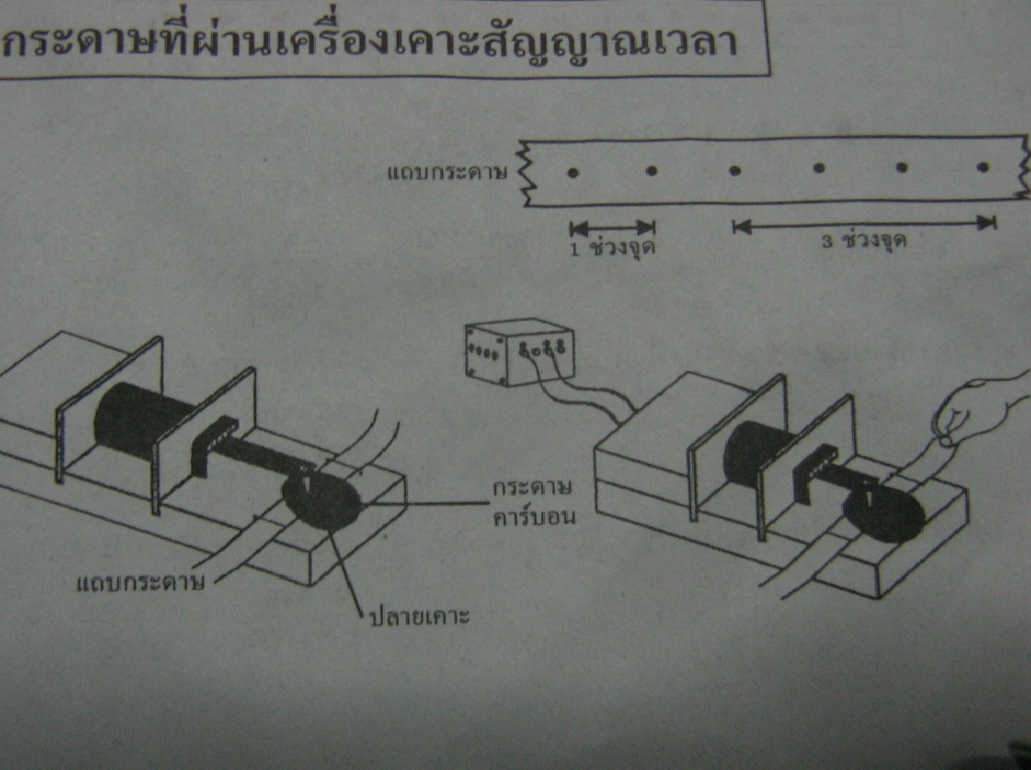 กระดาษที่ผ่านเครื่องเคาะสัญญาณเวลา
แถบกระดาษ
1 ช่วงจุด
3 ช่วงจุด
กระดาษ
คาร์บอน
แถบกระดาษ
ปลายเคาะ